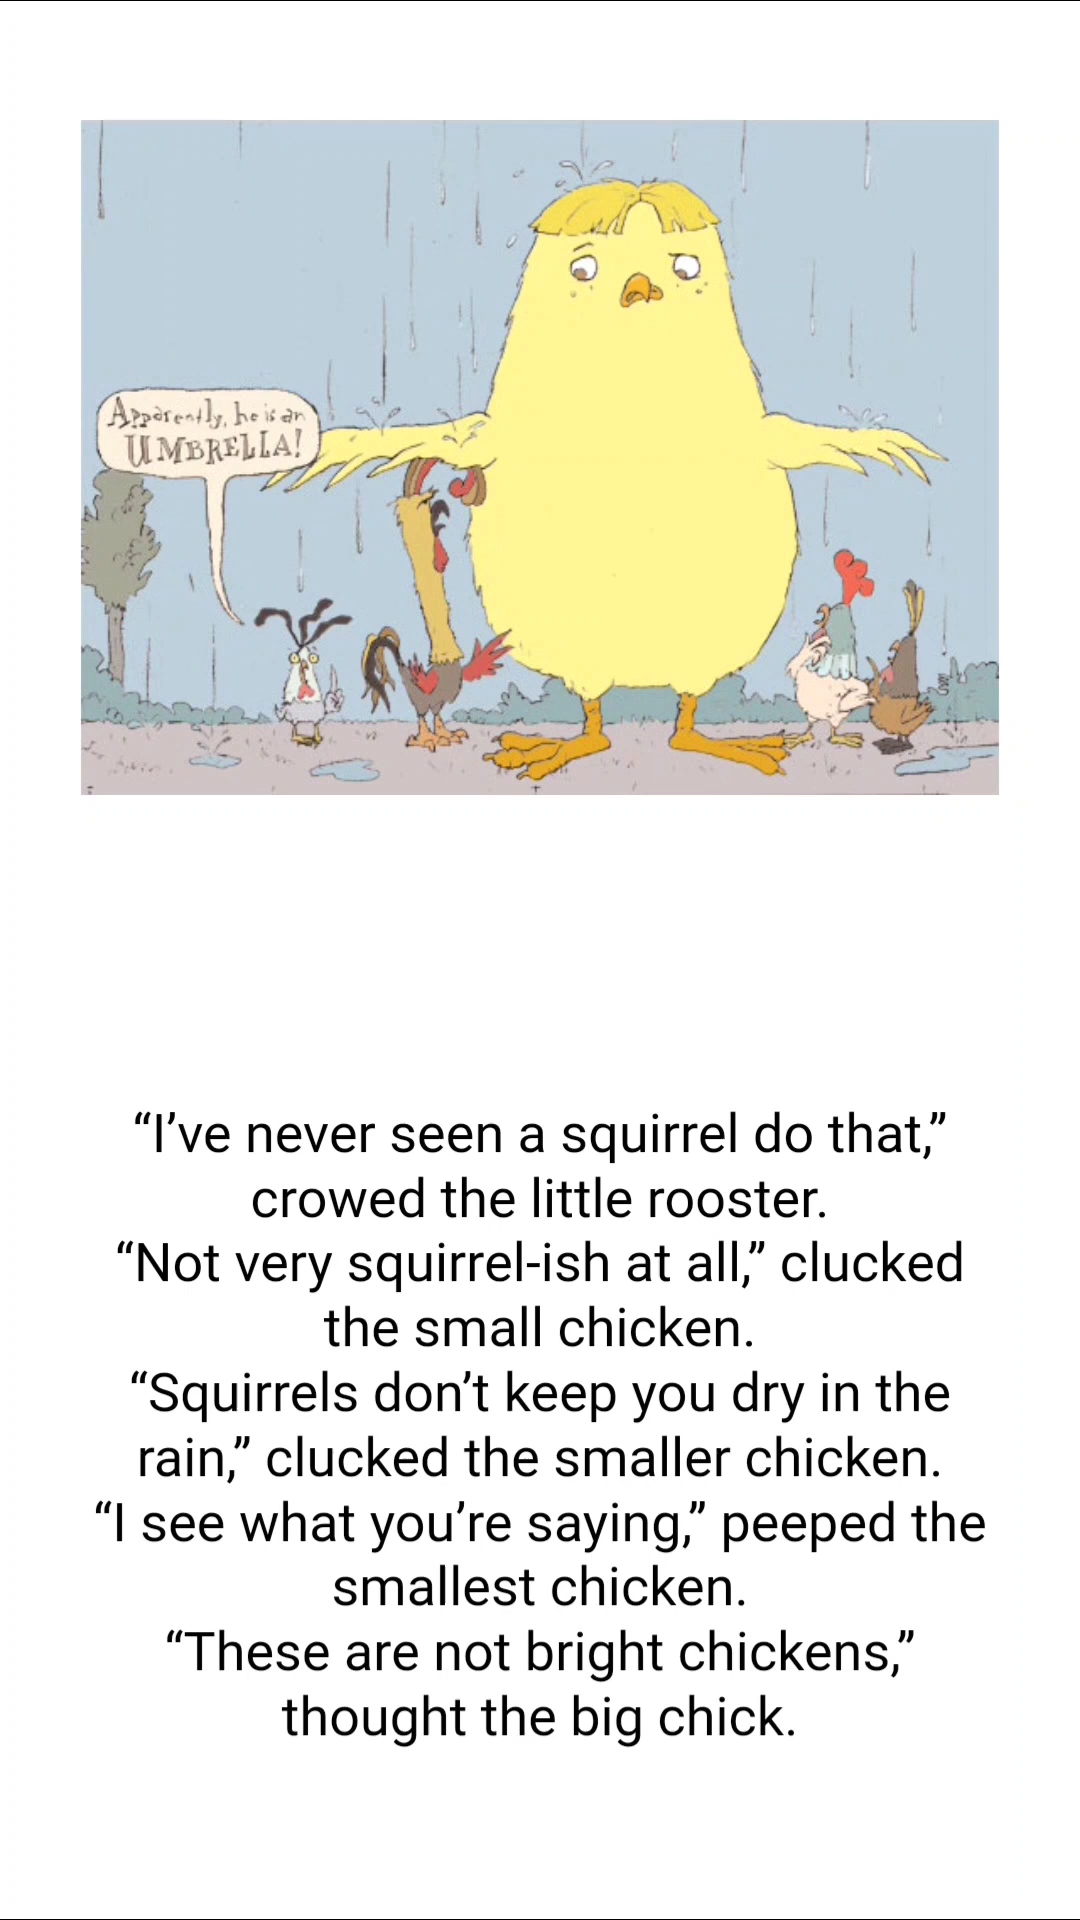 Apparently, he is an
UMBRELLA!
“I’ve never seen a squirrel do that,”
crowed the little rooster.
“Not very squirrel-ish at all,” clucked
the small chicken.
“Squirrels don’t keep you dry in the
rain,” clucked the smaller chicken.
“I see what you’re saying,” peeped the
smallest chicken.
“These are not bright chickens,”
thought the big chick.